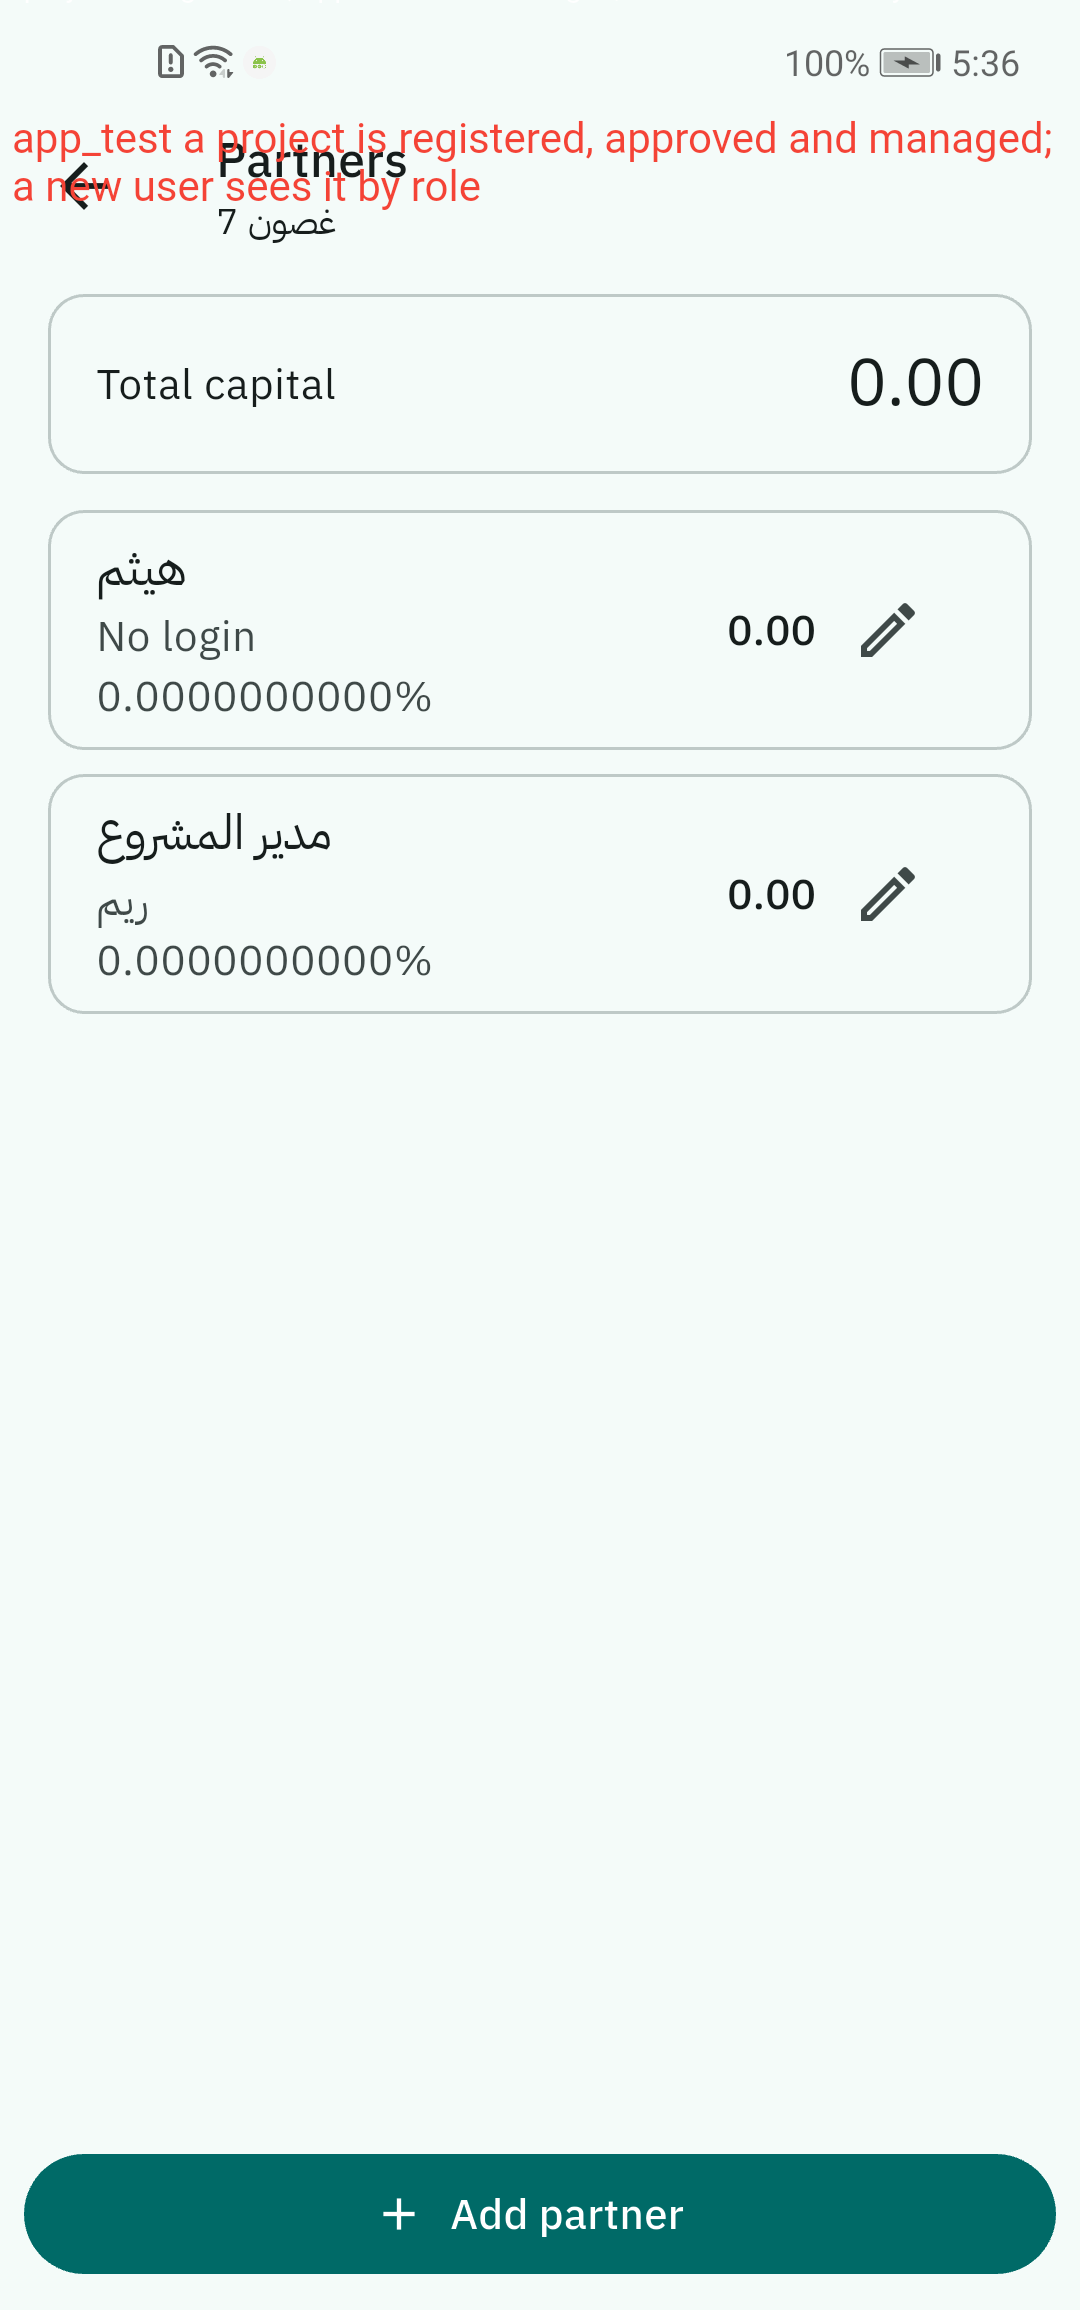 100% 5:36
app_test a project is registered, approved and managed;
a new user sees it by role
Partners
غصون 7
Total capital
0.00
هيثم
No login
0.0000000000%
0.00
مدير المشروع
ريم
0.0000000000%
0.00
+ Add partner